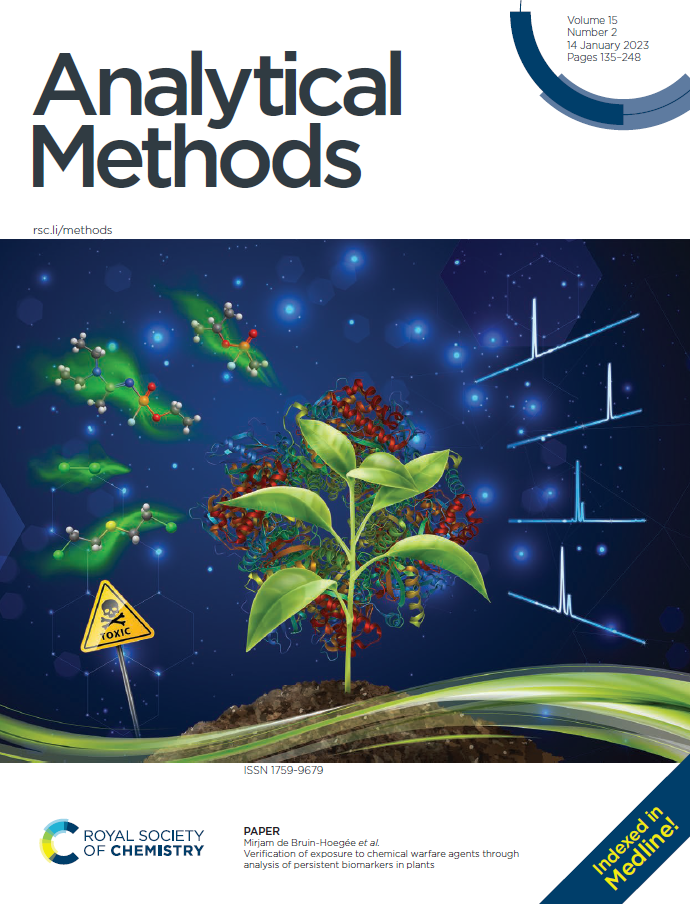 Volume 15
Number 2
14 January 2023
Pages 135–248
Analytical
Methods
rsc.li/methods
TOXIC
ISSN 1759-9679
ROYAL SOCIETY
OF CHEMISTRY
PAPER
Mirjam de Bruin-Hoegée et al.
Verification of exposure to chemical warfare agents through
analysis of persistent biomarkers in plants
Indexed in
Medline!